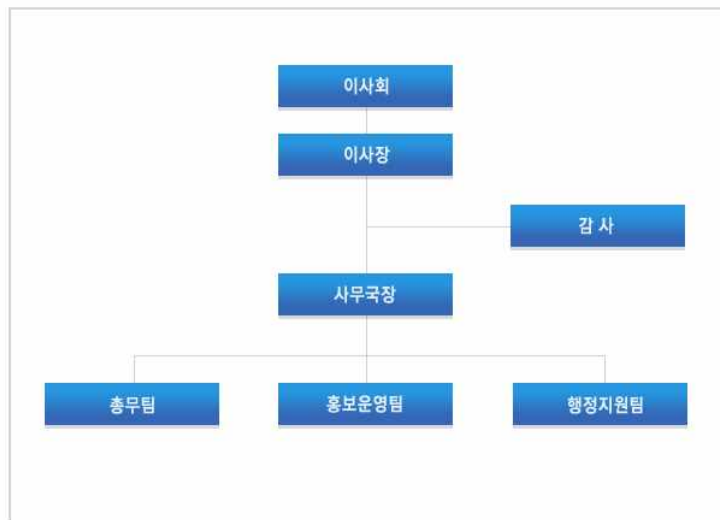 이사회
이사장
감 사
사무국장
총무팀
홍보운영팀
행정지원팀